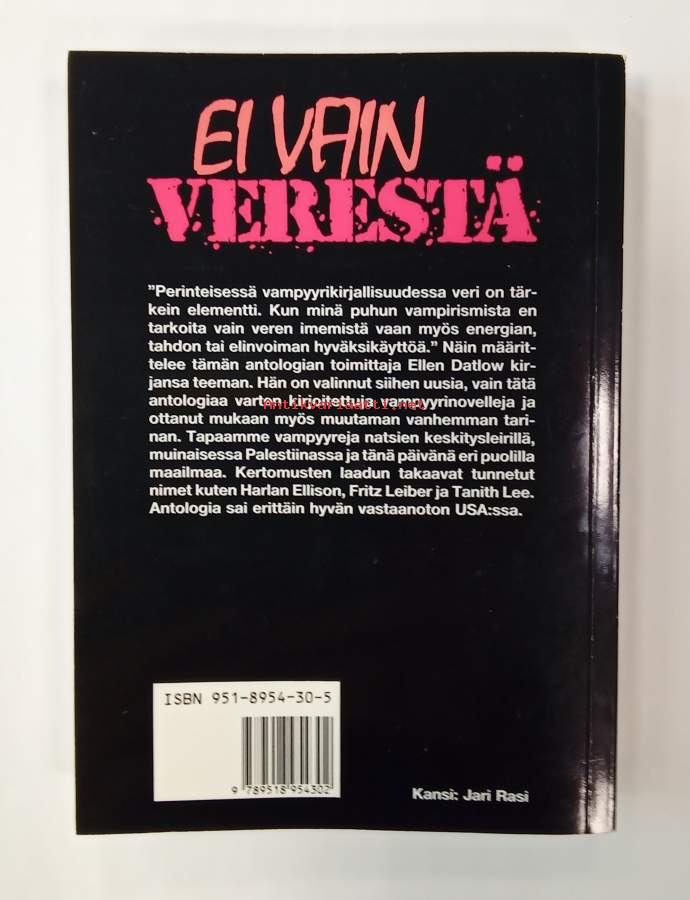 EI VAIN
VERESTÄ
"Perinteisessä vampyyrikirjallisuudessa veri on tär-
kein elementti. Kun minä puhun vampirismista en
tarkoita vain veren imemistä vaan myös energian,
tahdon tai elinvoiman hyväksikäyttöä." Näin määrit-
telee tämän antologian toimittaja Ellen Datlow kir-
jansa teeman. Hän on valinnut siihen uusia, vain tätä
antologiaa varten kirjoitettuja vampyyrinovelleja ja
Antikvariaatti.net
ottanut mukaan myös muutaman vanhemman tari-
nan. Tapaamme vampyyreja natsien keskitysleirillä,
muinaisessa Palestiinassa ja tänä päivänä eri puolilla
maailmaa. Kertomusten laadun takaavat tunnetut
nimet kuten Harlan Ellison, Fritz Leiber ja Tanith Lee.
Antologia sai erittäin hyvän vastaanoton USA:ssa.
ISBN 951-8954-30-5
9 789518 954302
Kansi: Jari Rasi